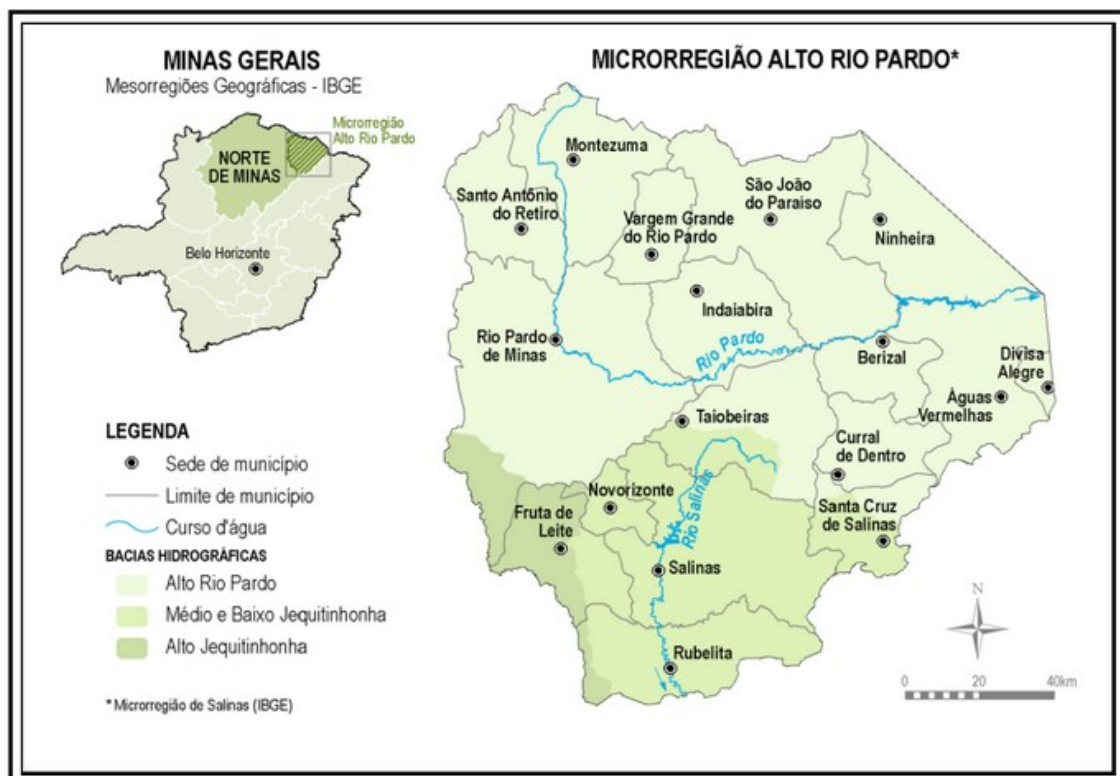 MINAS GERAIS
Mesorregiões Geográficas - IBGE
Microrregião
Alto Rio Pardo
NORTE
DE MINAS
Belo Horizonte
MICRORREGIÃO ALTO RIO PARDO*
Montezuma
Santo Antônio
do Retiro
Vargem Grande
do Rio Pardo
São João
do Paraiso
Ninheira
Indaiabira
Rio Pardo
de Minas
Rio Pardo
Berizal
Divisa
Alegre
Águas
Vermelhas
Taiobeiras
Curral
de Dentro
Novorizonte
Rio Salinas
Santa Cruz
de Salinas
Fruta de
Leite
Salinas
Rubelita
LEGENDA
Sede de município
Limite de município
Curso d'água
BACIAS HIDROGRÁFICAS
Alto Rio Pardo
Médio e Baixo Jequitinhonha
Alto Jequitinhonha
* Microrregião de Salinas (IBGE)
N
0 20 40km